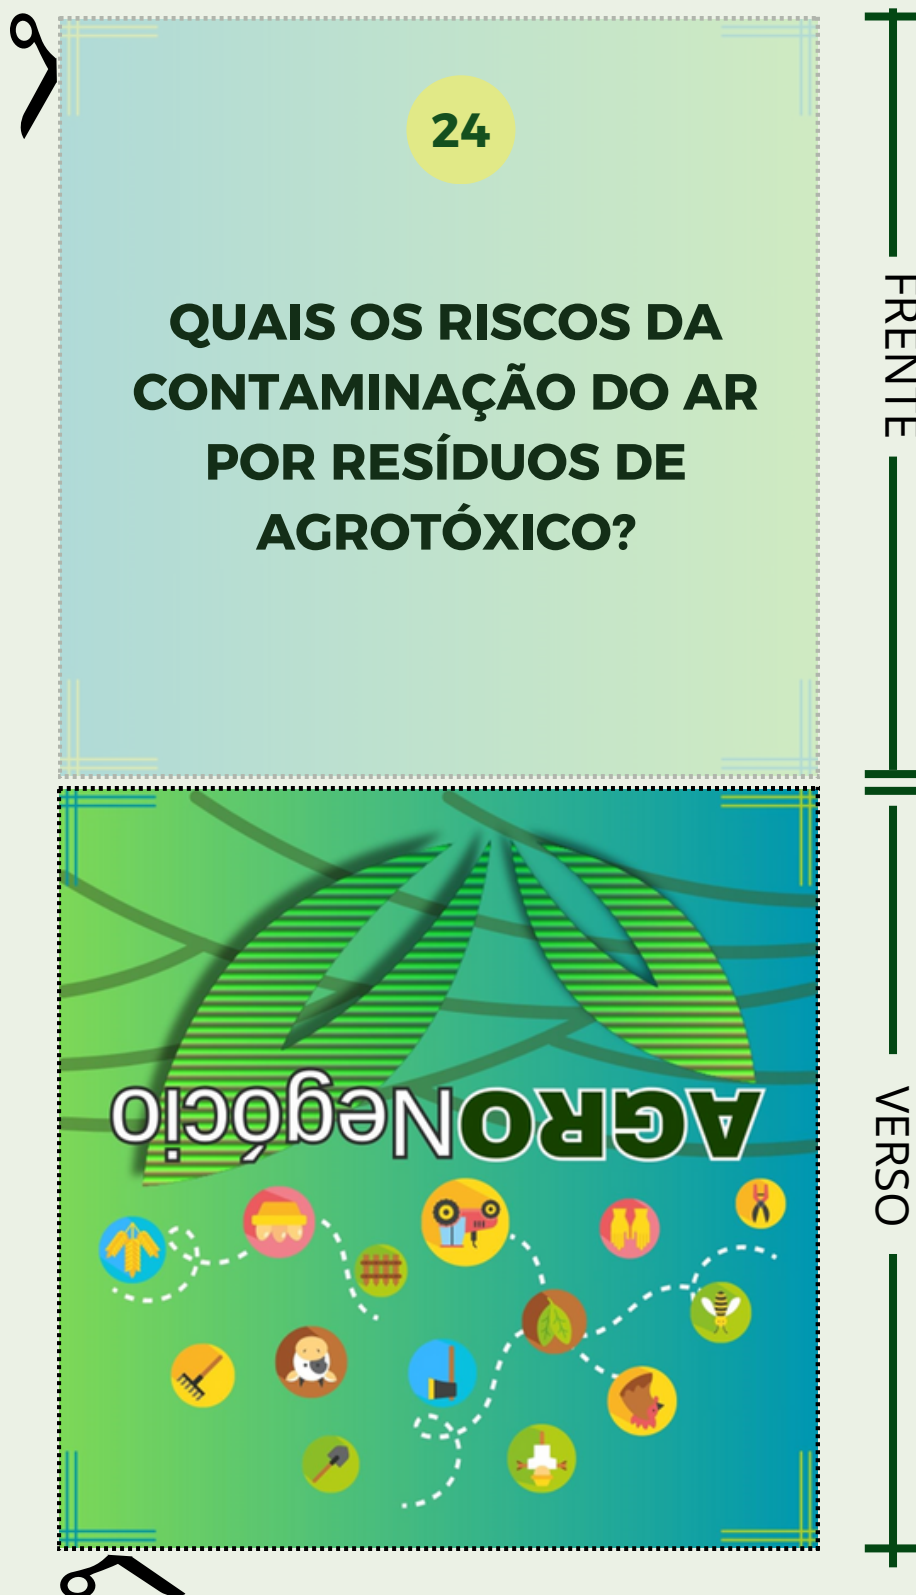 24
QUAIS OS RISCOS DA
CONTAMINAÇÃO DO AR
POR RESÍDUOS DE
AGROTÓXICO?
FRENTE
AGRONegócio
VERSO